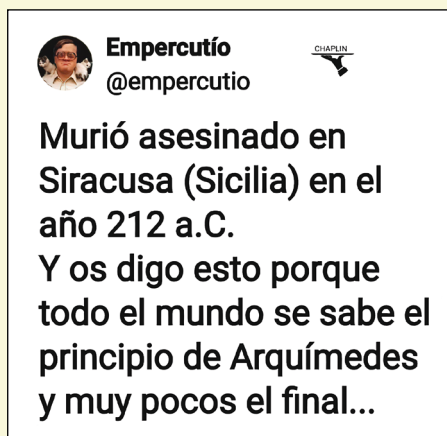 Empercutío
CHAPLIN
@empercutio
Murió asesinado en
Siracusa (Sicilia) en el
año 212 a.C.
Y os digo esto porque
todo el mundo se sabe el
principio de Arquímedes
y muy pocos el final...